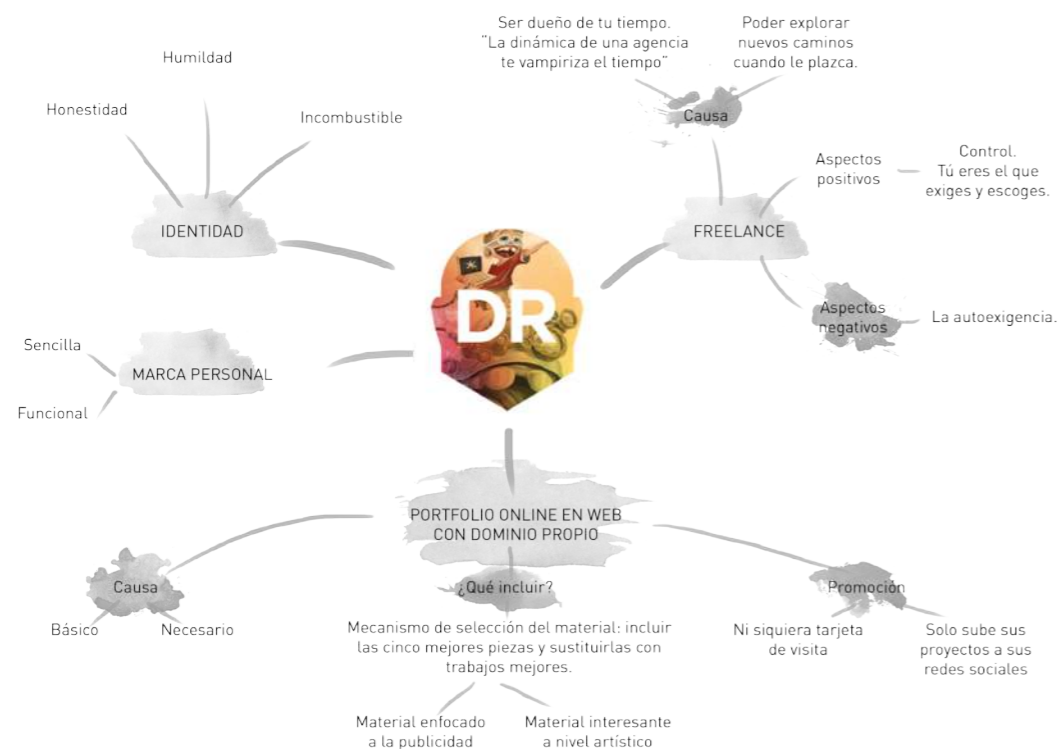 Humildad
Honestidad
Incombustible
IDENTIDAD
Sencilla
MARCA PERSONAL
Funcional
DR
Ser dueño de tu tiempo.
"La dinámica de una agencia
te vampiriza el tiempo"
Poder explorar
nuevos caminos
cuando le plazca.
Causa
Aspectos
positivos
Control.
Tú eres el que
exiges y escoges.
FREELANCE
Aspectos
negativos
La autoexigencia.
PORTFOLIO ONLINE EN WEB
CON DOMINIO PROPIO
Causa
Básico
Necesario
¿Qué incluir?
Mecanismo de selección del material: incluir
las cinco mejores piezas y sustituirlas con
trabajos mejores.
Material enfocado
a la publicidad
Material interesante
a nivel artístico
Promoción
Ni siquiera tarjeta
de visita
Solo sube sus
proyectos a sus
redes sociales